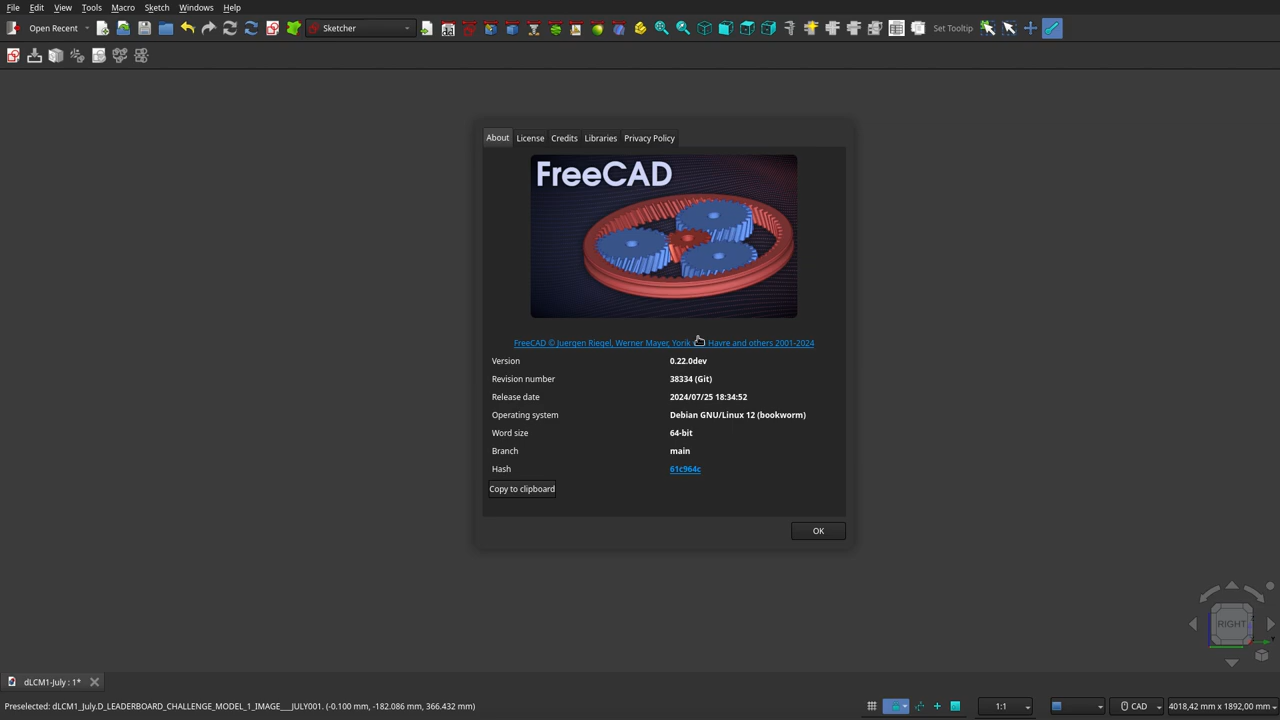 File Edit View Tools Macro Sketch Windows Help
Open Recent Sketcher Set Tooltip
About License Credits Libraries Privacy Policy
FreeCAD
FreeCAD © Juergen Riegel, Werner Mayer, Yorik Havre and others 2001-2024
Version 0.22.0dev
Revision number 38334 (Git)
Release date 2024/07/25 18:34:52
Operating system Debian GNU/Linux 12 (bookworm)
Word size 64-bit
Branch main
Hash 61c964c
Copy to clipboard
OK
RIGHT
dLCM1-July : 1*
Preselected: dLCM1_July.D_LEADERBOARD_CHALLENGE_MODEL_1_IMAGE___JULY001. (-0.100 mm, -182.086 mm, 366.432 mm) 1:1 CAD 4018,42 mm x 1892,00 mm